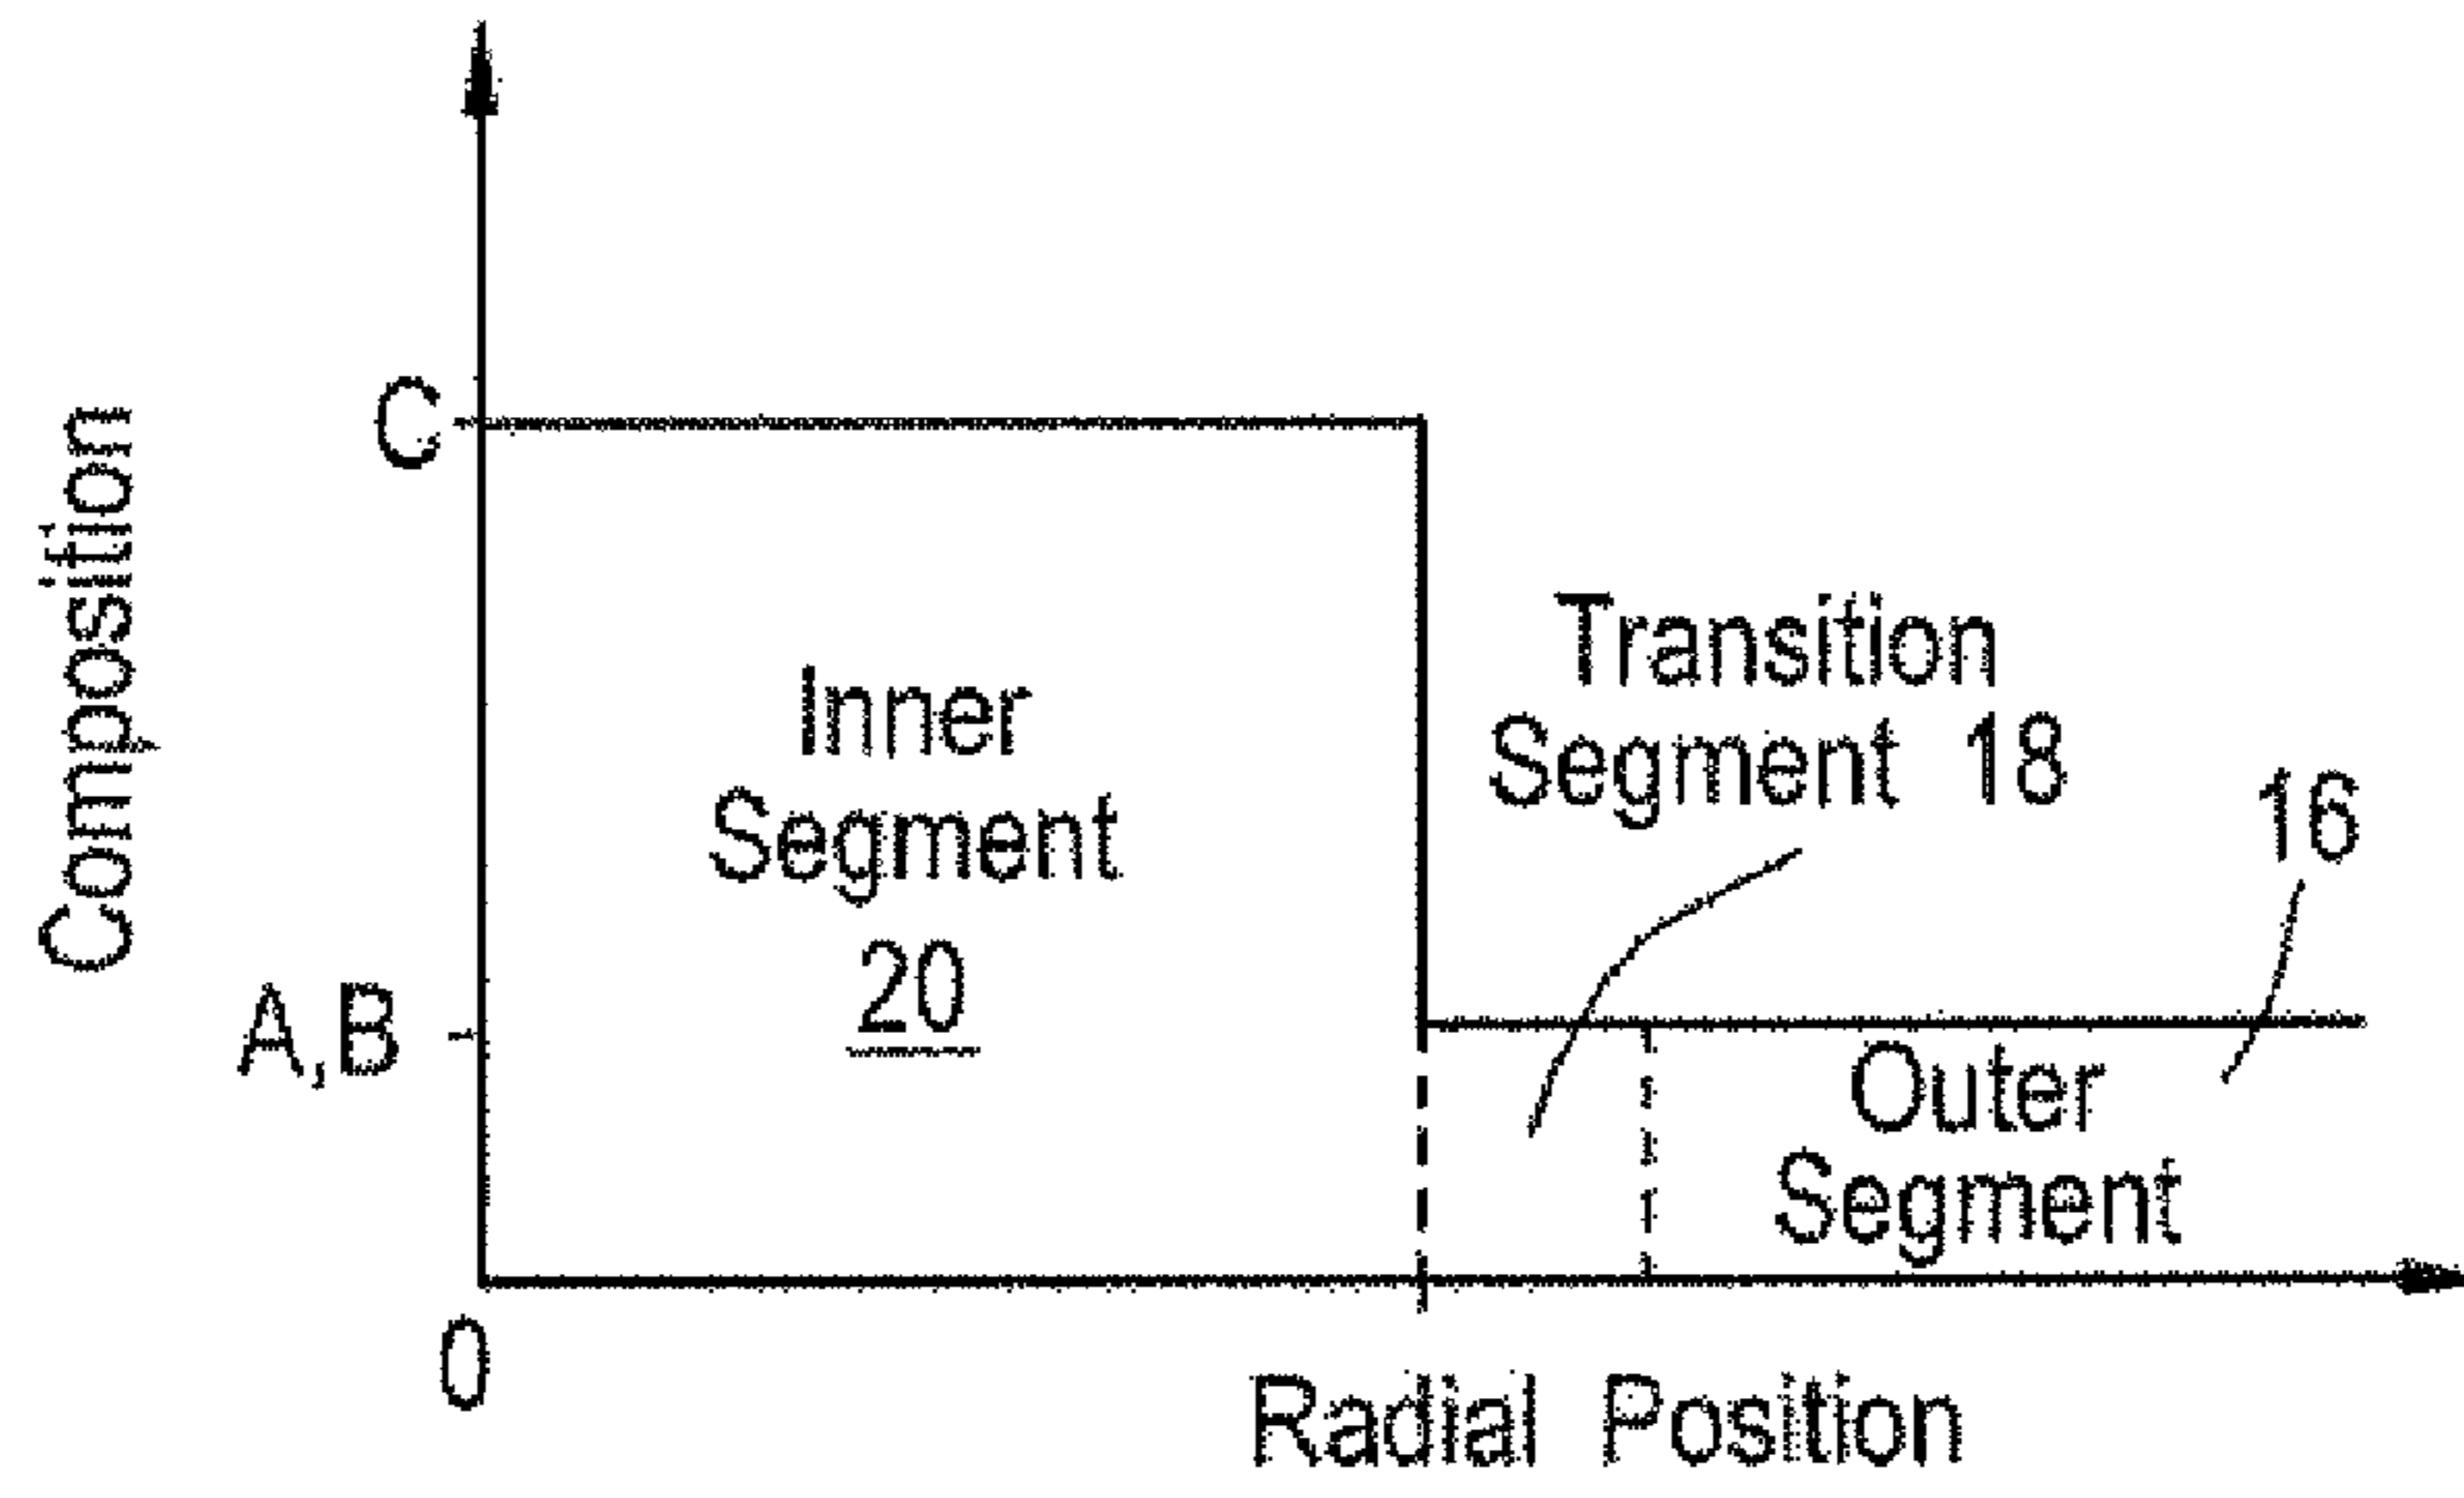 Composition
C
A,B
Inner
Segment
20
Transition
Segment 18
16
Outer
Segment
0
Radial Position